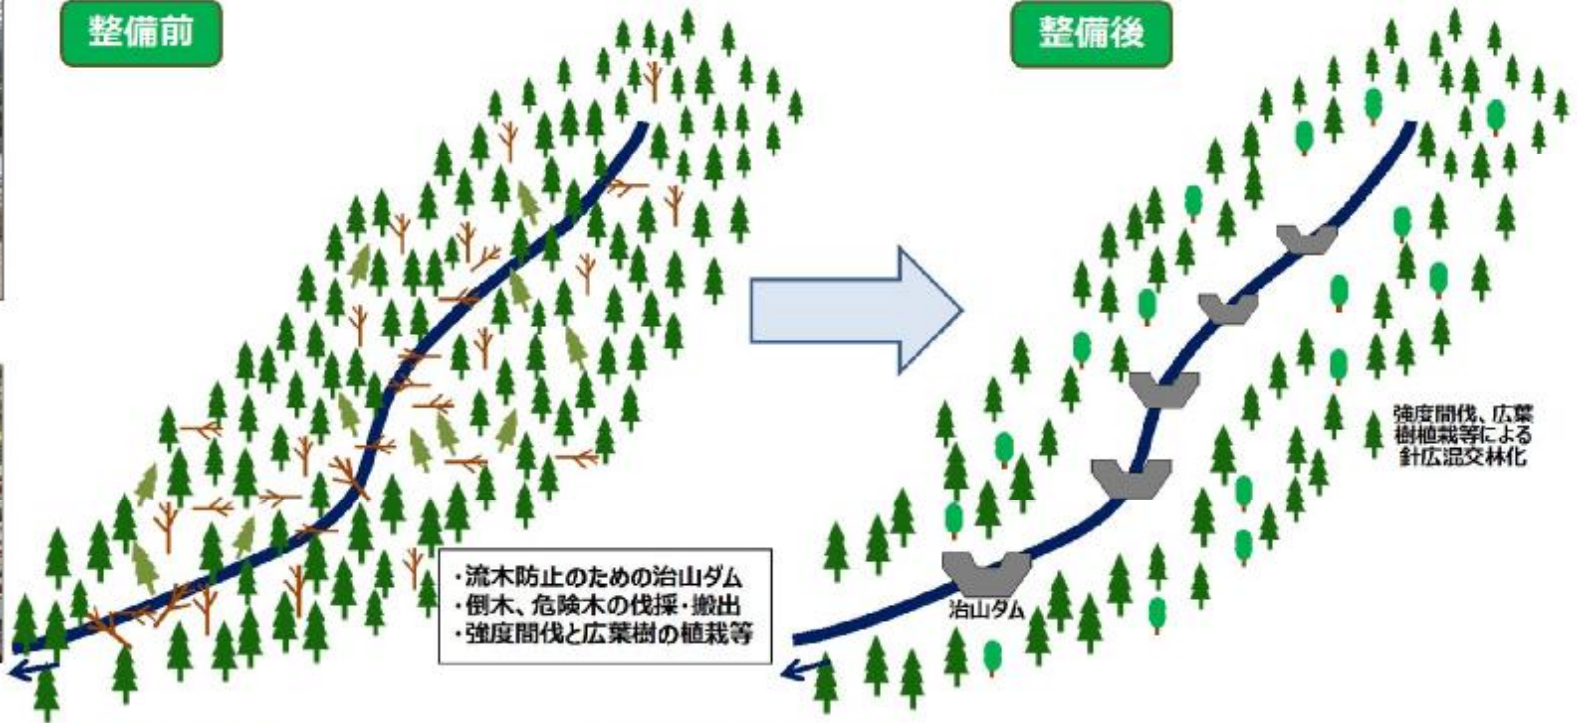 整備前
整備後
・流木防止のための治山ダム
・倒木、危険木の伐採・搬出
・強度間伐と広葉樹の植栽等
強度間伐、広葉
樹植栽等による
針広混交林化
治山ダム